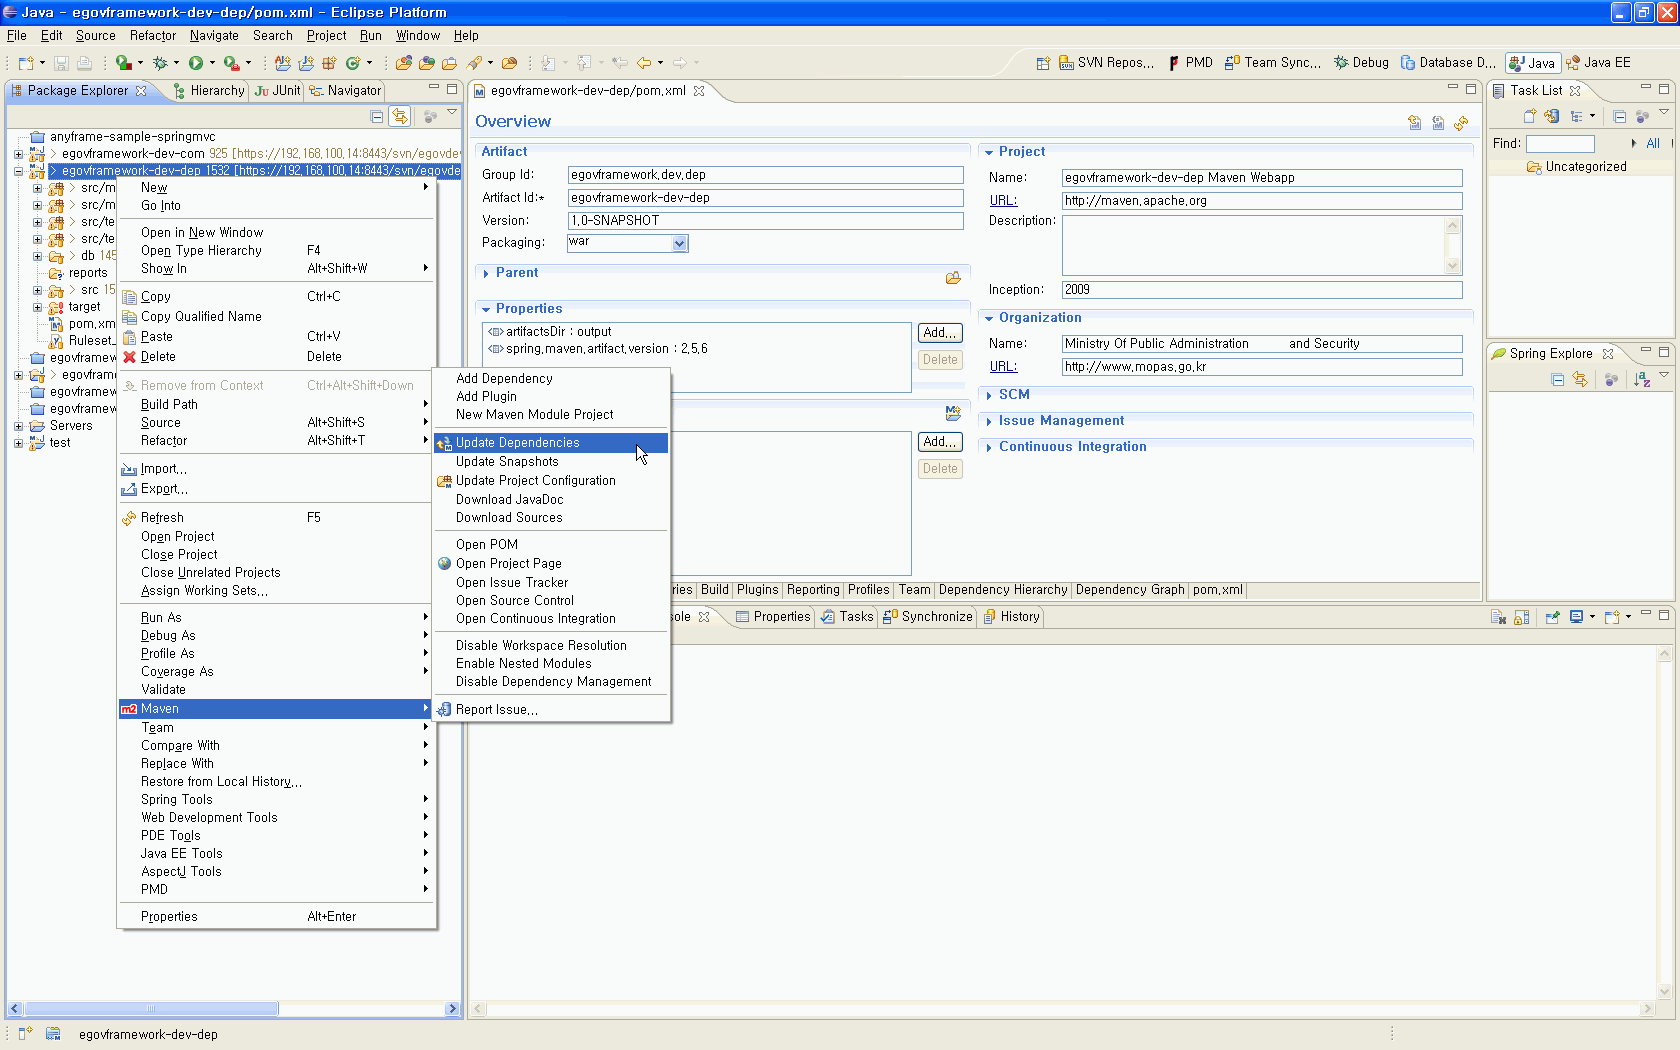 Java - egovframework-dev-dep/pom.xml - Eclipse Platform
File Edit Source Refactor Navigate Search Project Run Window Help
SVN Repos... PMD Team Sync... Debug Database D... Java Java EE
Package Explorer Hierarchy JUnit Navigator
anyframe-sample-springmvc
> egovframework-dev-com 925 [https://192.168.100.14:8443/svn/egovde
> egovframework-dev-dep 1532 [https://192.168.100.14:8443/svn/egovde
> src/m
> src/m
> src/te
> src/te
> db 145
reports
> src 15
target
pom.xm
Ruleset_
egovframew
> egovfram
egovframew
egovframew
Servers
test
New
Go Into
Open in New Window
Open Type Hierarchy F4
Show In Alt+Shift+W
Copy Ctrl+C
Copy Qualified Name
Paste Ctrl+V
Delete Delete
Remove from Context Ctrl+Alt+Shift+Down
Build Path
Source Alt+Shift+S
Refactor Alt+Shift+T
Import...
Export...
Refresh F5
Open Project
Close Project
Close Unrelated Projects
Assign Working Sets...
Run As
Debug As
Profile As
Coverage As
Validate
m2 Maven
Team
Compare With
Replace With
Restore from Local History...
Spring Tools
Web Development Tools
PDE Tools
Java EE Tools
AspectJ Tools
PMD
Properties Alt+Enter
Add Dependency
Add Plugin
New Maven Module Project
Update Dependencies
Update Snapshots
Update Project Configuration
Download JavaDoc
Download Sources
Open POM
Open Project Page
Open Issue Tracker
Open Source Control
Open Continuous Integration
Disable Workspace Resolution
Enable Nested Modules
Disable Dependency Management
Report Issue...
egovframework-dev-dep/pom.xml
Overview
Artifact
Group Id: egovframework.dev.dep
Artifact Id:* egovframework-dev-dep
Version: 1.0-SNAPSHOT
Packaging: war
Parent
Properties
artifactsDir : output
spring.maven.artifact.version : 2.5.6
Add...
Delete
Add...
Delete
Project
Name: egovframework-dev-dep Maven Webapp
URL: http://maven.apache.org
Description:
Inception: 2009
Organization
Name: Ministry Of Public Administration and Security
URL: http://www.mopas.go.kr
SCM
Issue Management
Continuous Integration
ries Build Plugins Reporting Profiles Team Dependency Hierarchy Dependency Graph pom.xml
sole Properties Tasks Synchronize History
Task List
Find: All
Uncategorized
Spring Explore
egovframework-dev-dep